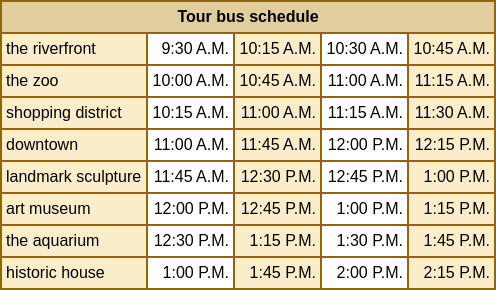 Tour bus schedule
the riverfront 9:30 A.M. 10:15 A.M. 10:30 A.M. 10:45 A.M.
the zoo 10:00 A.M. 10:45 A.M. 11:00 A.M. 11:15 A.M.
shopping district 10:15 A.M. 11:00 A.M. 11:15 A.M. 11:30 A.M.
downtown 11:00 A.M. 11:45 A.M. 12:00 P.M. 12:15 P.M.
landmark sculpture 11:45 A.M. 12:30 P.M. 12:45 P.M. 1:00 P.M.
art museum 12:00 P.M. 12:45 P.M. 1:00 P.M. 1:15 P.M.
the aquarium 12:30 P.M. 1:15 P.M. 1:30 P.M. 1:45 P.M.
historic house 1:00 P.M. 1:45 P.M. 2:00 P.M. 2:15 P.M.